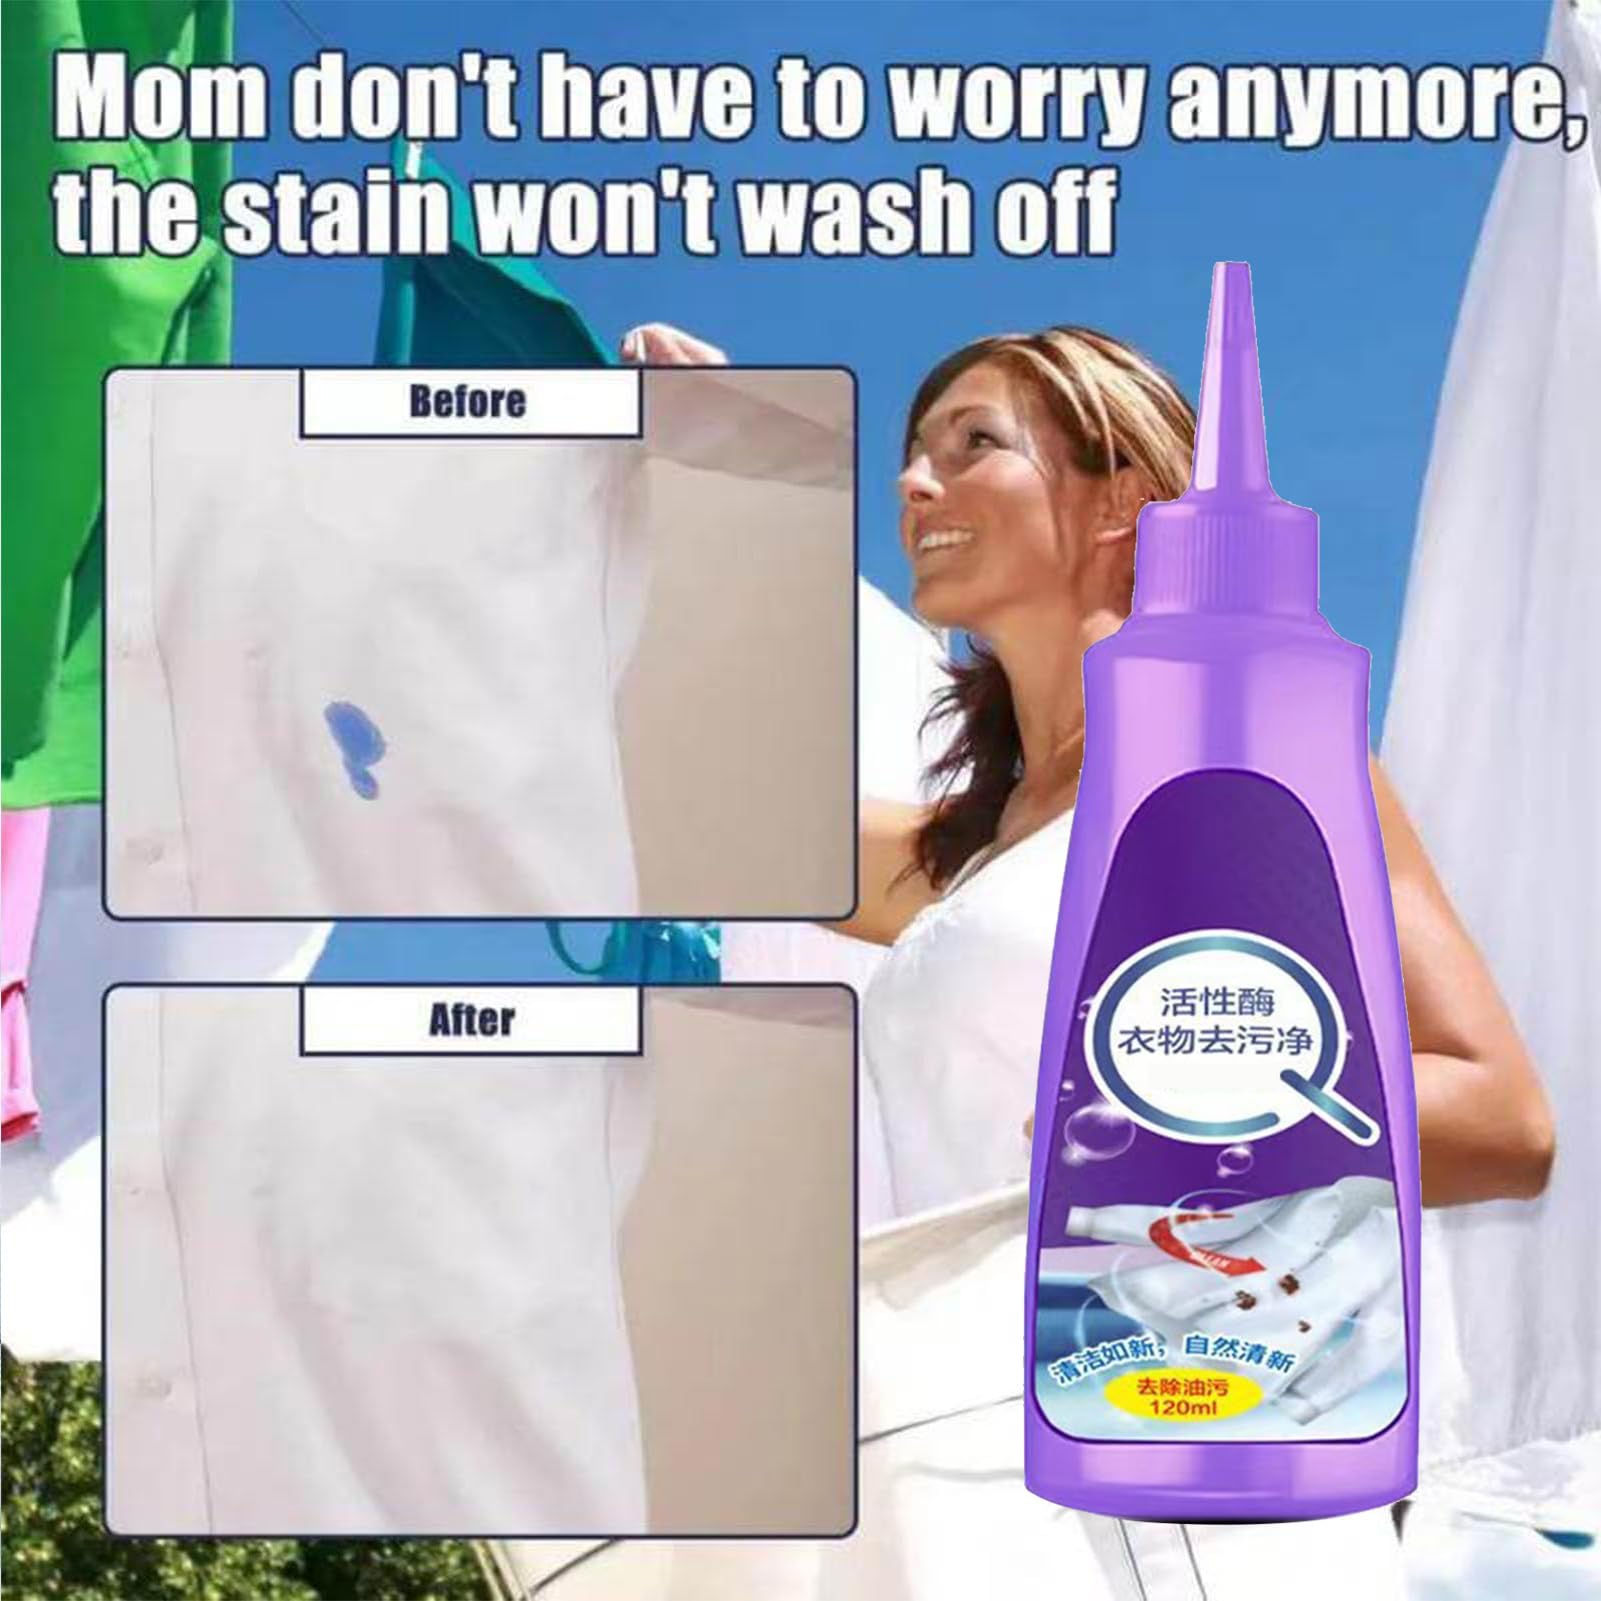 Mom don't have to worry anymore,
the stain won't wash off
Before
After
活性酶
衣物去污净
清洁如新，自然清新
去除油污
120ml